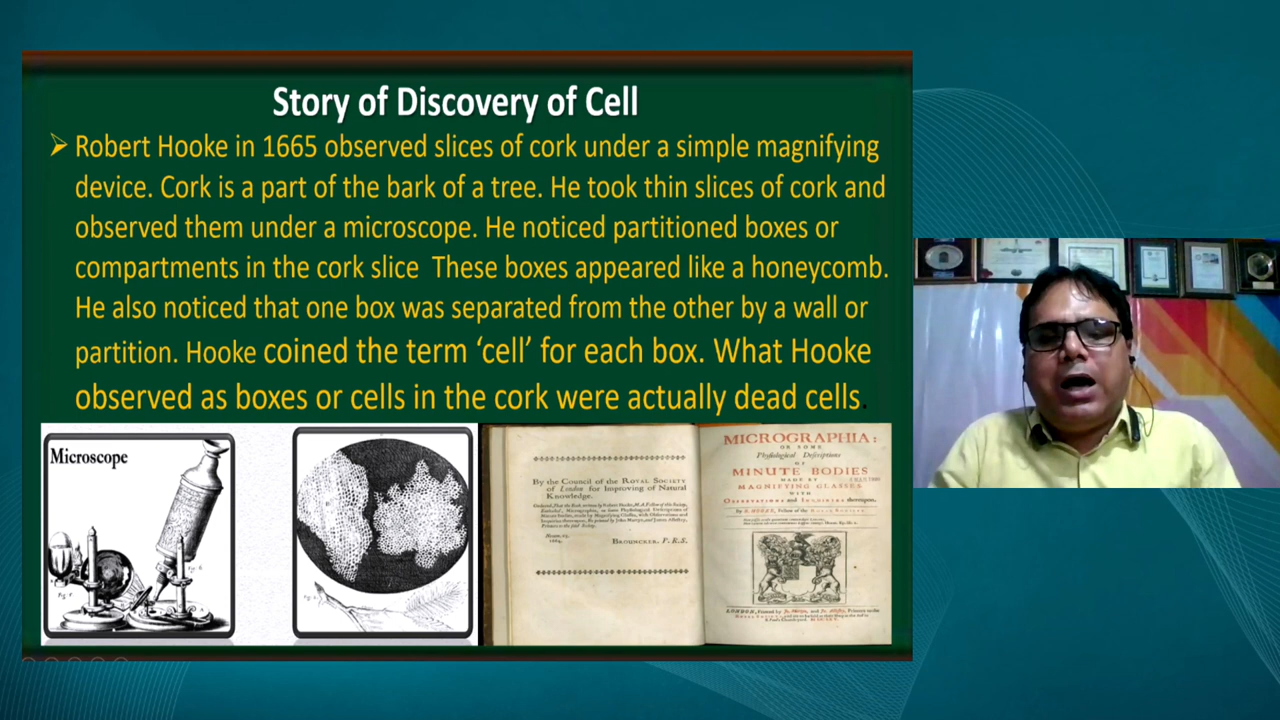 Story of Discovery of Cell
Robert Hooke in 1665 observed slices of cork under a simple magnifying
device. Cork is a part of the bark of a tree. He took thin slices of cork and
observed them under a microscope. He noticed partitioned boxes or
compartments in the cork slice These boxes appeared like a honeycomb.
He also noticed that one box was separated from the other by a wall or
partition. Hooke coined the term ‘cell’ for each box. What Hooke
observed as boxes or cells in the cork were actually dead cells.
Microscope
By the Council of the ROYAL SOCIETY
of London for Improving of Natural
Knowledge.
BROUNCKER. P. R. S.
MICROGRAPHIA:
OR SOME
Physiological Descriptions
OF
MINUTE BODIES
MADE BY
MAGNIFYING GLASSES
WITH
OBSERVATIONS and INQUIRIES thereupon.